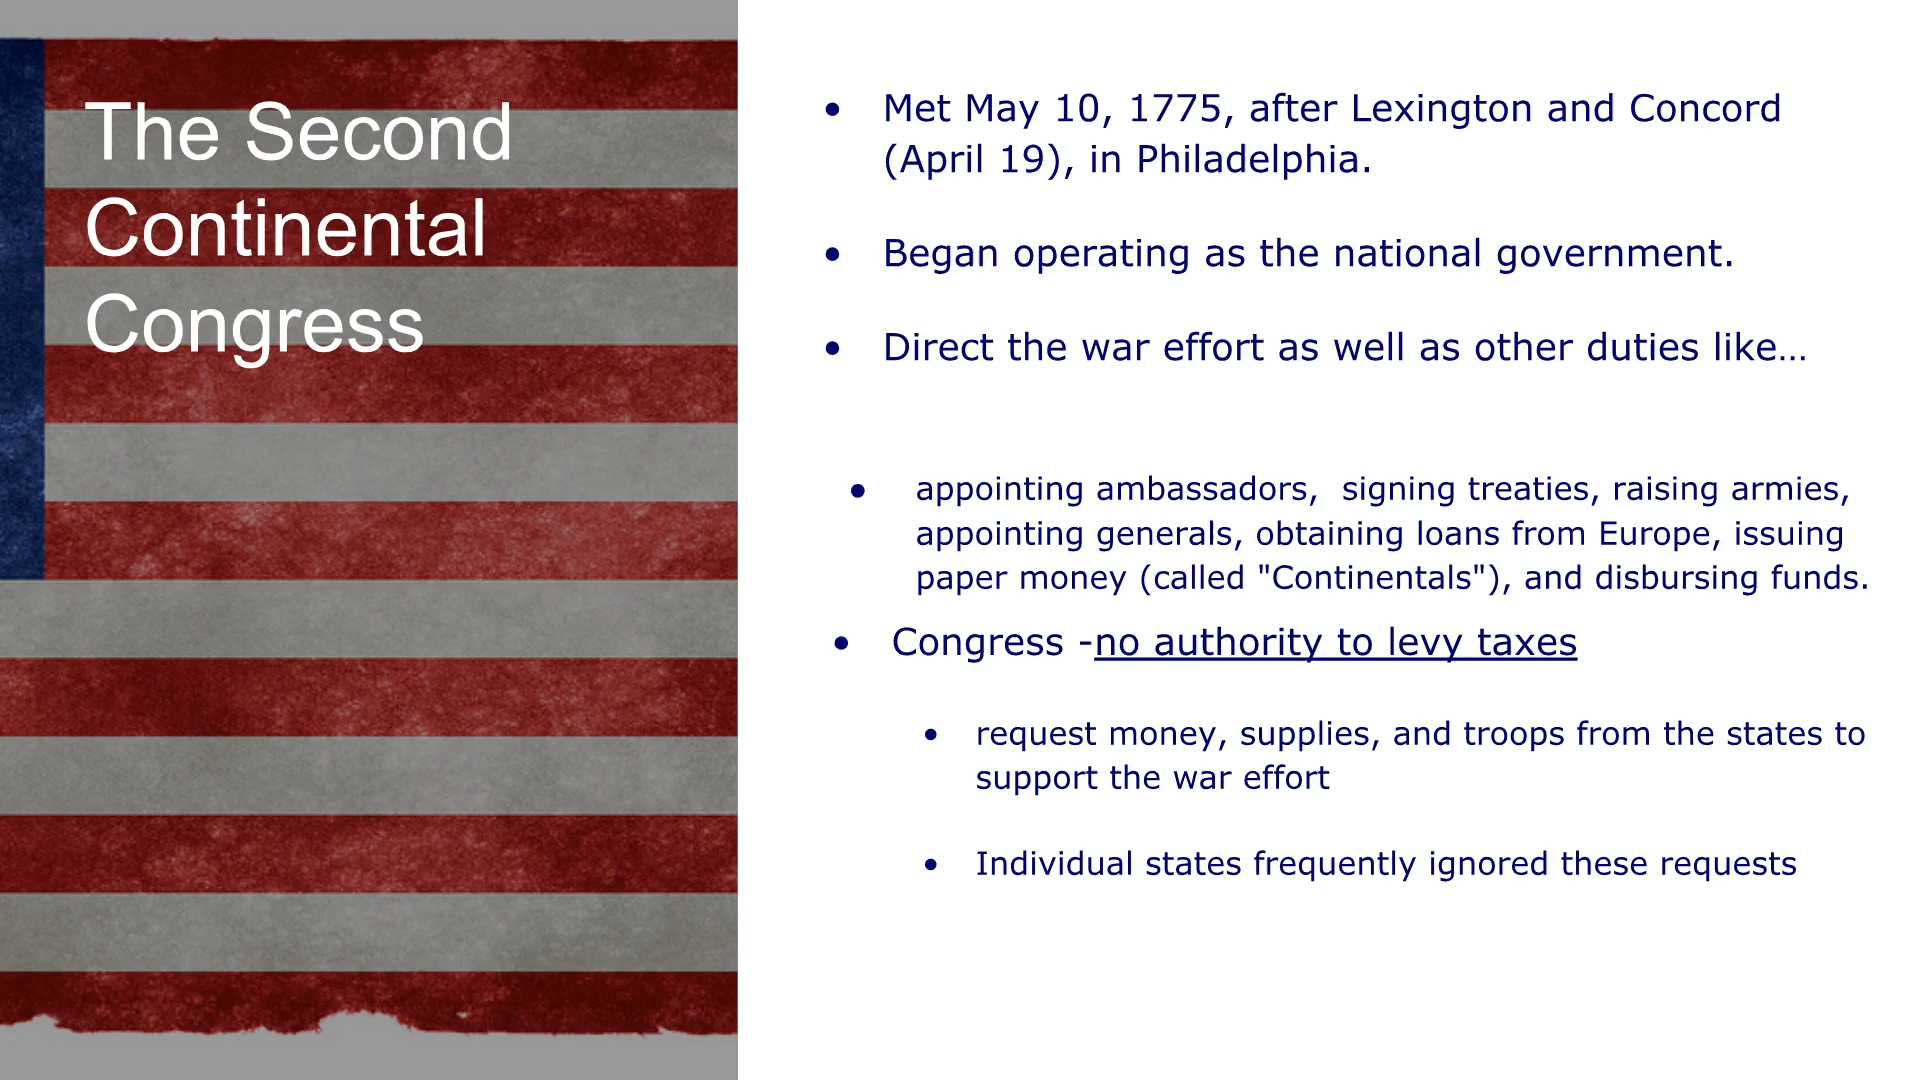 The Second
Continental
Congress
• Met May 10, 1775, after Lexington and Concord
(April 19), in Philadelphia.
• Began operating as the national government.
• Direct the war effort as well as other duties like…
• appointing ambassadors,  signing treaties, raising armies,
appointing generals, obtaining loans from Europe, issuing
paper money (called "Continentals"), and disbursing funds.
• Congress -no authority to levy taxes
• request money, supplies, and troops from the states to
support the war effort
• Individual states frequently ignored these requests